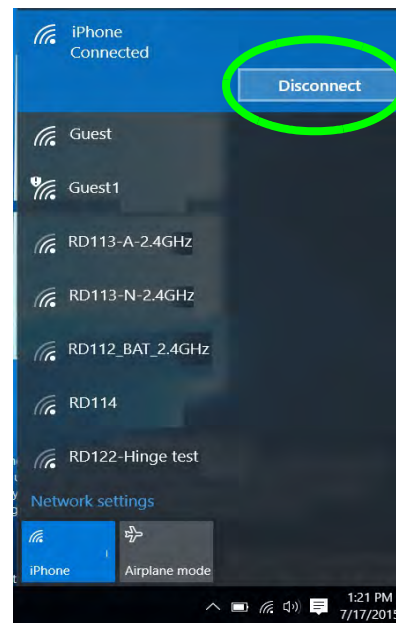 iPhone
Connected
Disconnect
Guest
Guest1
RD113-A-2.4GHz
RD113-N-2.4GHz
RD112_BAT_2.4GHz
RD114
RD122-Hinge test
Network settings
iPhone
Airplane mode
1:21 PM
7/17/2015